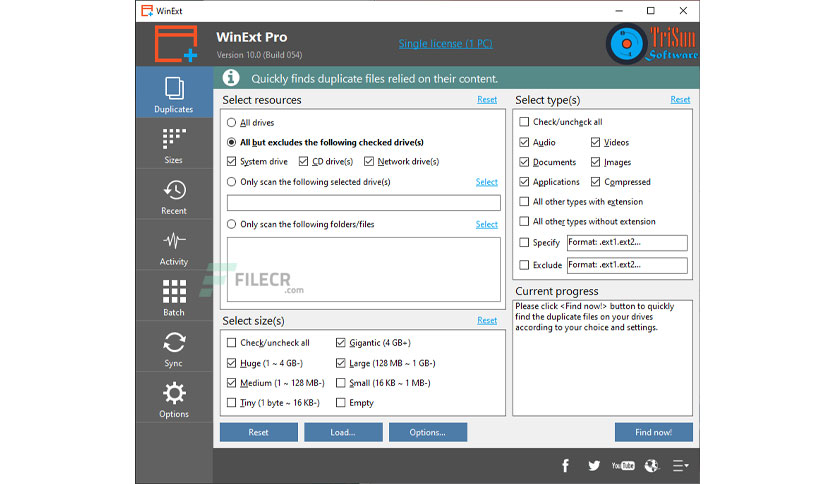 WinExt
WinExt Pro
Version 10.0 (Build 054)
Single license (1 PC)
TriSun
Software
Quickly finds duplicate files relied on their content.
Duplicates
Sizes
Recent
Activity
Batch
Sync
Options
Select resources
Reset
All drives
All but excludes the following checked drive(s)
System drive
CD drive(s)
Network drive(s)
Only scan the following selected drive(s)
Select
Only scan the following folders/files
Select
FILECR
.com
Select size(s)
Reset
Check/uncheck all
Gigantic (4 GB+)
Huge (1 ~ 4 GB-)
Large (128 MB ~ 1 GB-)
Medium (1 ~ 128 MB-)
Small (16 KB ~ 1 MB-)
Tiny (1 byte ~ 16 KB-)
Empty
Select type(s)
Reset
Check/uncheck all
Audio
Videos
Documents
Images
Applications
Compressed
All other types with extension
All other types without extension
Specify
Format: .ext1.ext2...
Exclude
Format: .ext1.ext2...
Current progress
Please click <Find now!> button to quickly
find the duplicate files on your drives
according to your choice and settings.
Reset
Load...
Options...
Find now!
f
YouTube